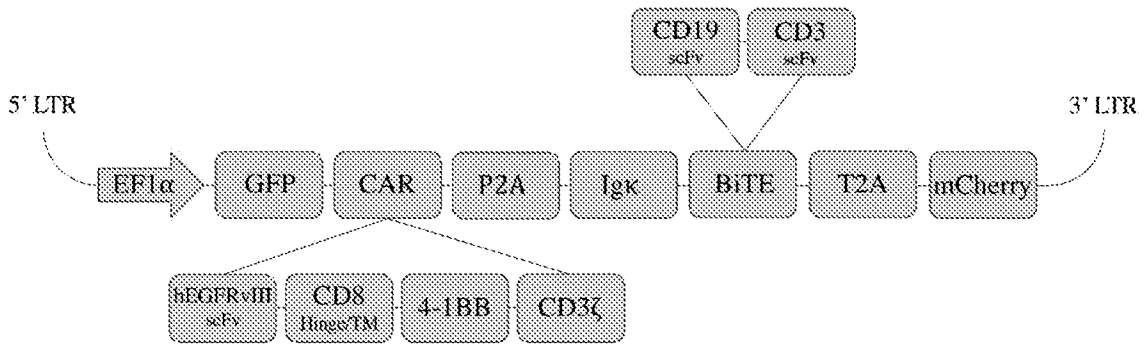 CD19 CD3
scFv scFv
5' LTR 3' LTR
EF1α GFP CAR P2A Igκ BiTE T2A mCherry
hEGFRvIII CD8 4-1BB CD3ζ
scFv Hinge/TM